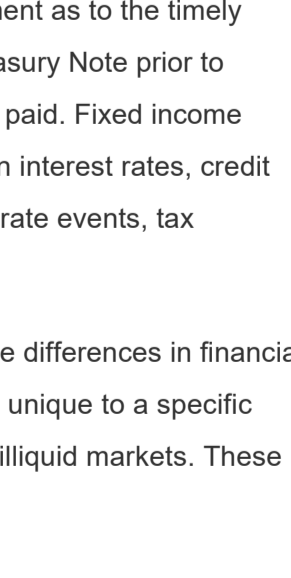 ent as to the timely
asury Note prior to
paid. Fixed income
n interest rates, credit
rate events, tax
e differences in financia
unique to a specific
illiquid markets. These